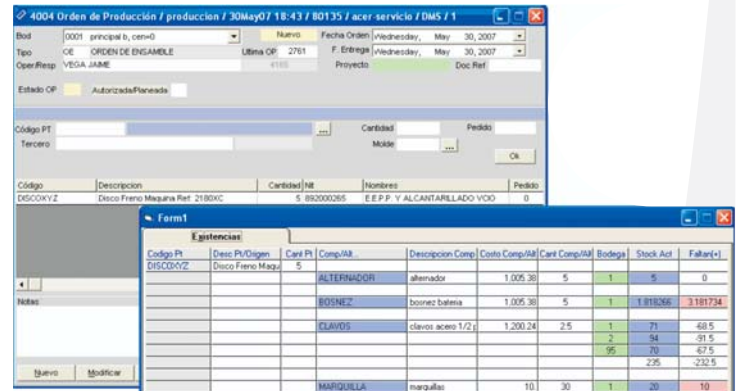 4004 Orden de Producción / produccion / 30May07 18:43 / 80135 / acer-servicio / DMS / 1
Bod 0001 principal b, cen=0 Nuevo Fecha Orden Wednesday, May 30, 2007
Tipo OE ORDEN DE ENSAMBLE Ultima OP 2761 F. Entrega Wednesday, May 30, 2007
Oper/Resp VEGA JAIME 4185 Proyecto Doc.Ref
Estado OP Autorizada/Planeada
Código PT ... Cantidad Pedido
Tercero Molde ...
Ok
Código Descripcion Cantidad Nit Nombres Pedido
DISCOXYZ Disco Freno Maquina Ref. 2180XC 5 892000265 E.E.P.P. Y ALCANTARILLADO VCIO 0
Form1
Existencias
Codigo Pt Desc Pt/Origen Cant Pt Comp/Alt... Descripcion Comp Costo Comp/Alt Cant Comp/Alt Bodega Stock Act Faltan(+)
DISCOXYZ Disco Freno Maqu 5
ALTERNADOR alternador 1,005.38 5 1 5 0
BOSNEZ bosnez bateria 1,005.38 5 1 1.818266 3.181734
CLAVOS clavos acero 1/2 p 1,200.24 2.5 1 71 -68.5
2 94 -91.5
95 70 -67.5
235 -232.5
MARQUILLA marquillas 10 30 1 20 10
Notas
Nuevo Modificar